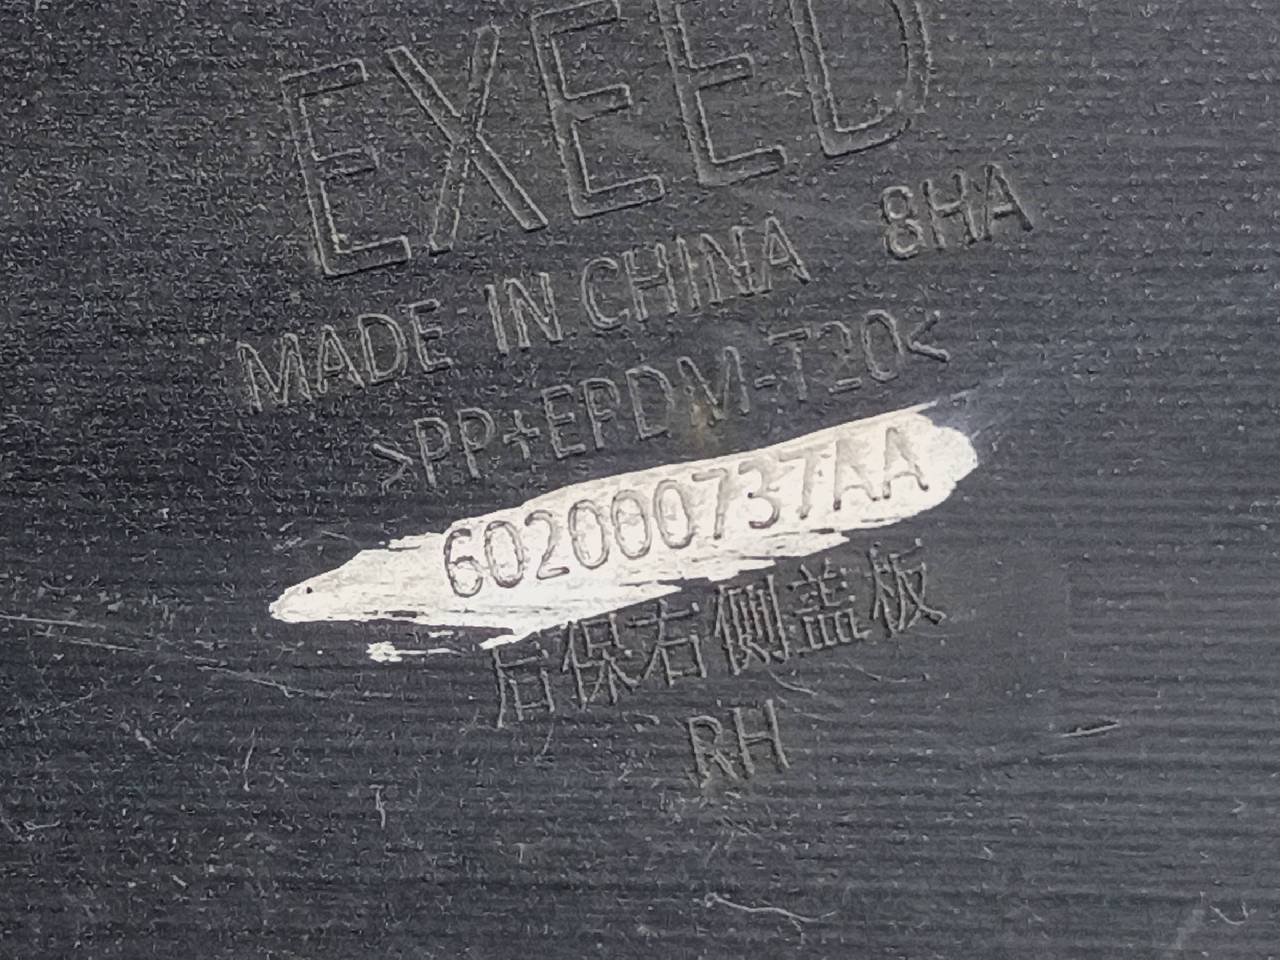 EXEED
MADE IN CHINA 8HA
>PP+EPDM-T20<
602000737AA
后保右侧盖板
RH